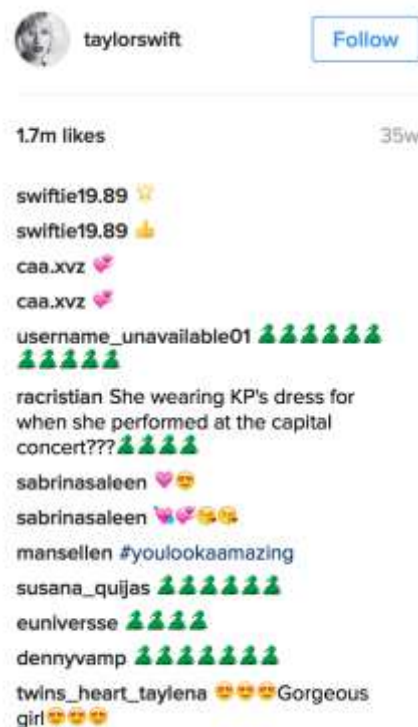 taylorswift
Follow
1.7m likes
35w
swiftie19.89 ⭐
swiftie19.89 👍
caa.xvz 💞
caa.xvz 💞
username_unavailable01 🐍🐍🐍🐍🐍🐍
🐍🐍🐍🐍🐍
racristian She wearing KP's dress for
when she performed at the capital
concert???🐍🐍🐍🐍
sabrinasaleen 💗😍
sabrinasaleen 💘💞😘😘
mansellen #youlookaamazing
susana_quijas 🐍🐍🐍🐍🐍🐍
euniversse 🐍🐍🐍🐍
dennyvamp 🐍🐍🐍🐍🐍🐍🐍
twins_heart_taylena 😍😍😍Gorgeous
girl😍😍😍